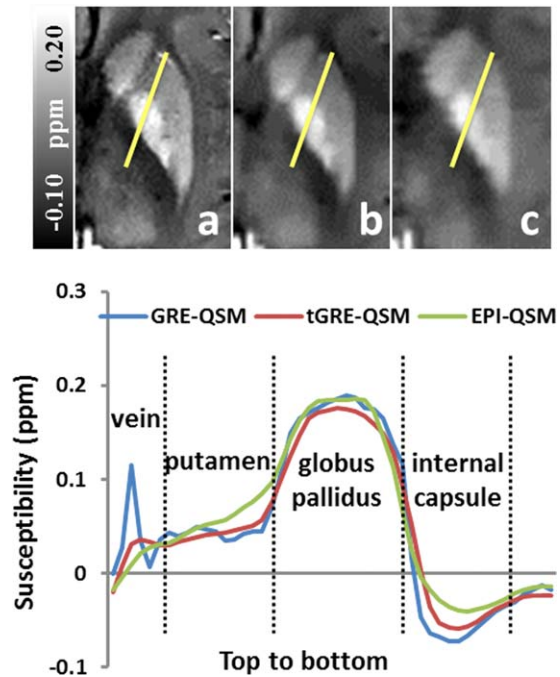 0.20
ppm
-0.10
a
b
c
0.3
GRE-QSM tGRE-QSM EPI-QSM
0.2
vein
putamen
globus
pallidus
internal
capsule
0.1
0
-0.1
Susceptibility (ppm)
Top to bottom